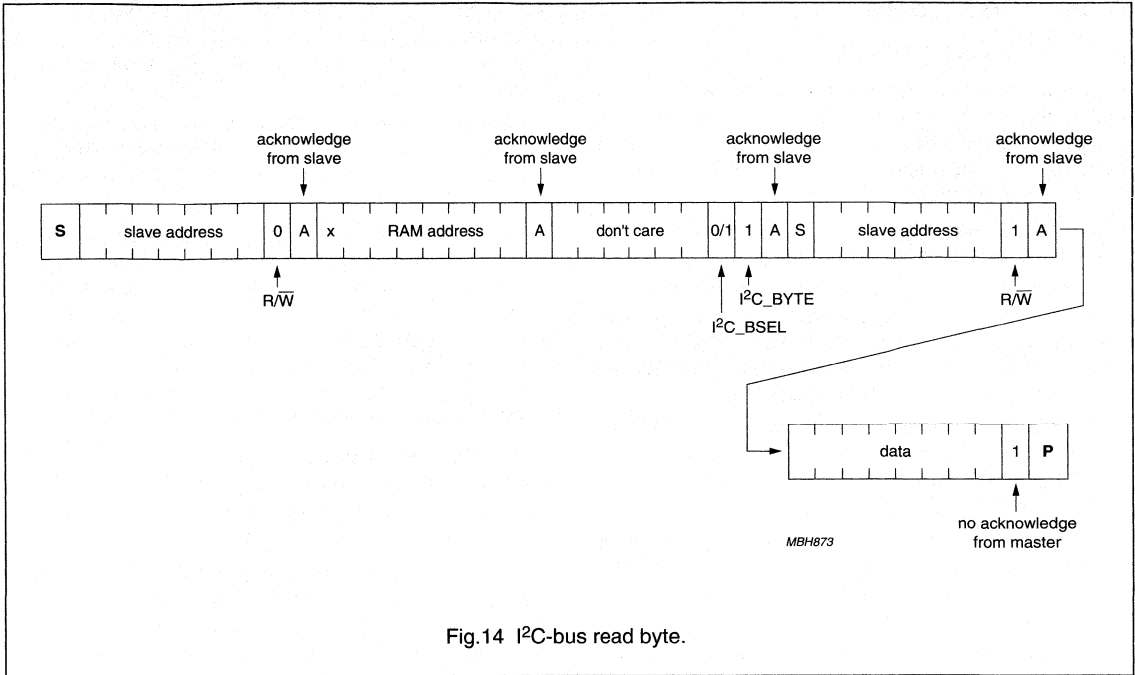 acknowledge from slave
acknowledge from slave
acknowledge from slave
acknowledge from slave
S slave address 0 A x RAM address A don't care 0/1 1 A S slave address 1 A
R/W̅
I²C_BYTE
R/W̅
I²C_BSEL
data 1 P
no acknowledge from master
MBH873
Fig.14 I²C-bus read byte.